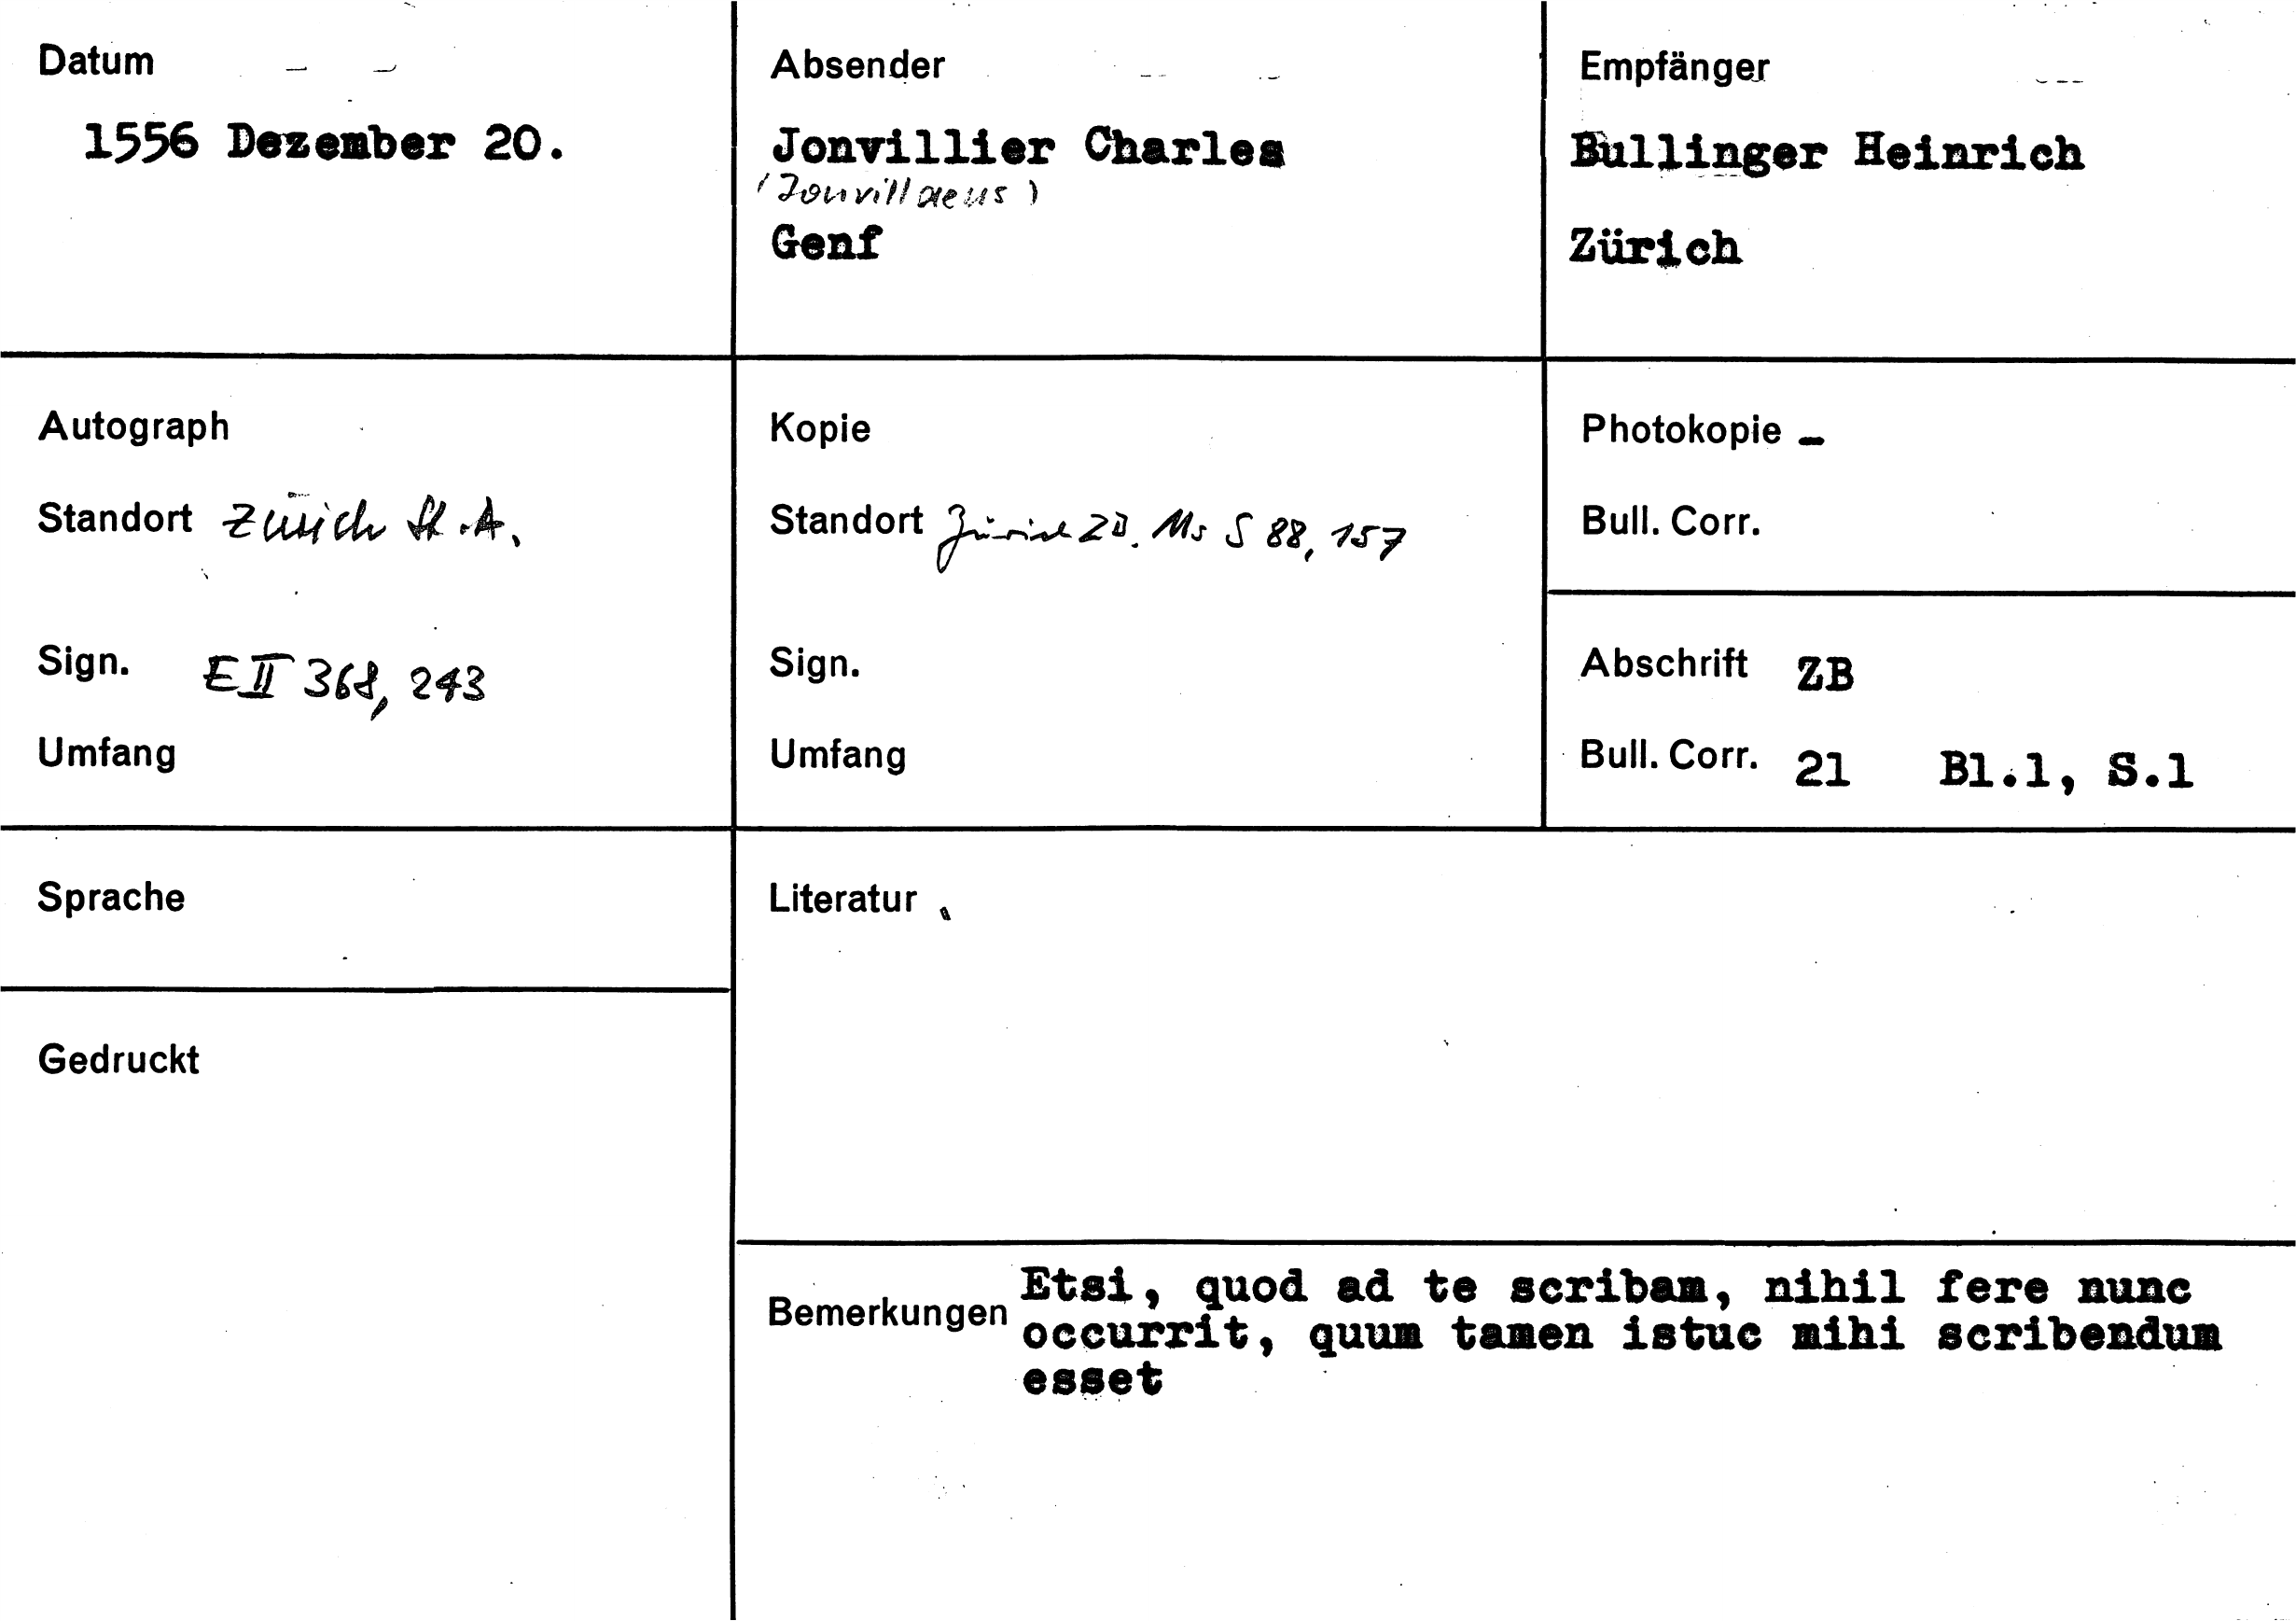 Datum
1556 Dezember 20.
Absender
Jonvillier Charles
(Jonvillaeus)
Genf
Empfänger
Bullinger Heinrich
Zürich
Autograph
Standort Zürich St.A.
Sign. E II 368, 243
Umfang
Kopie
Standort Zürich ZB. Ms S 88, 157
Sign.
Umfang
Photokopie -
Bull. Corr.
Abschrift ZB
Bull. Corr. 21 Bl.1, S.1
Sprache
Gedruckt
Literatur
Bemerkungen Etsi, quod ad te scribam, nihil fere nunc
occurrit, quum tamen istuc mihi scribendum
esset